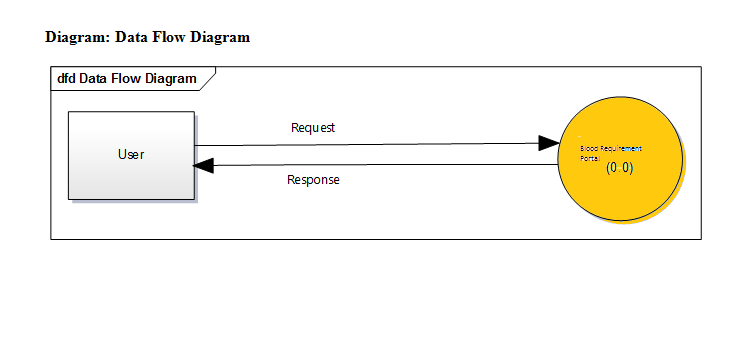 Diagram: Data Flow Diagram
dfd Data Flow Diagram
Request
User
Blood Requirement
Portal
(0.0)
Response